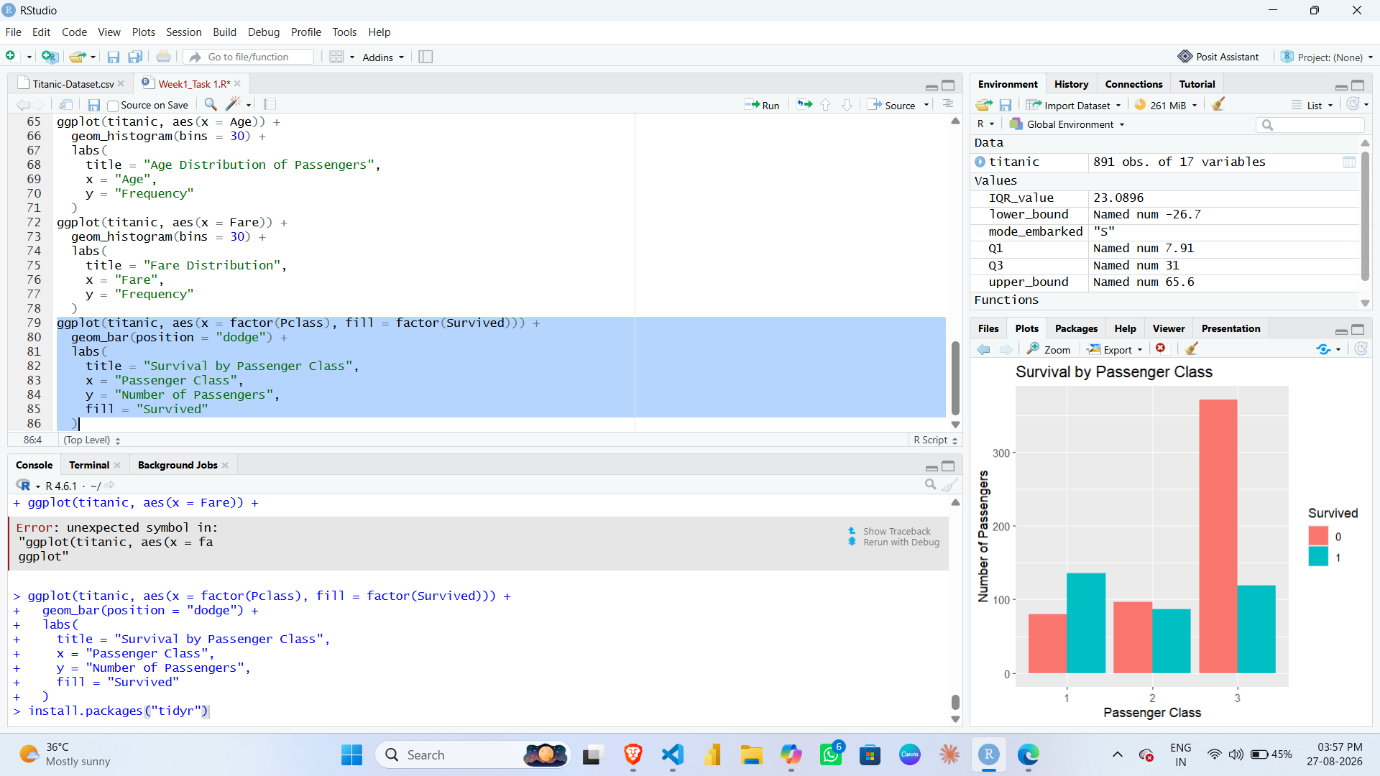 RStudio
File Edit Code View Plots Session Build Debug Profile Tools Help
Go to file/function Addins Posit Assistant Project: (None)
Titanic-Dataset.csv Week1_Task 1.R*
Source on Save Run Source
65 ggplot(titanic, aes(x = Age)) +
66 geom_histogram(bins = 30) +
67 labs(
68 title = "Age Distribution of Passengers",
69 x = "Age",
70 y = "Frequency"
71 )
72 ggplot(titanic, aes(x = Fare)) +
73 geom_histogram(bins = 30) +
74 labs(
75 title = "Fare Distribution",
76 x = "Fare",
77 y = "Frequency"
78 )
79 ggplot(titanic, aes(x = factor(Pclass), fill = factor(Survived))) +
80 geom_bar(position = "dodge") +
81 labs(
82 title = "Survival by Passenger Class",
83 x = "Passenger Class",
84 y = "Number of Passengers",
85 fill = "Survived"
86 )
86:4 (Top Level) R Script
Console Terminal Background Jobs
R 4.6.1 · ~/
+ ggplot(titanic, aes(x = Fare)) +
Error: unexpected symbol in:
"ggplot(titanic, aes(x = fa
ggplot"
Show Traceback
Rerun with Debug
> ggplot(titanic, aes(x = factor(Pclass), fill = factor(Survived))) +
+ geom_bar(position = "dodge") +
+ labs(
+ title = "Survival by Passenger Class",
+ x = "Passenger Class",
+ y = "Number of Passengers",
+ fill = "Survived"
+ )
> install.packages("tidyr")
Environment History Connections Tutorial
Import Dataset 261 MiB List
R Global Environment
Data
titanic 891 obs. of 17 variables
Values
IQR_value 23.0896
lower_bound Named num -26.7
mode_embarked "S"
Q1 Named num 7.91
Q3 Named num 31
upper_bound Named num 65.6
Functions
Files Plots Packages Help Viewer Presentation
Zoom Export
Survival by Passenger Class
Number of Passengers
300
200
100
0
1 2 3
Passenger Class
Survived
0
1
36°C
Mostly sunny
Search
6
ENG
IN
45%
03:57 PM
27-08-2026